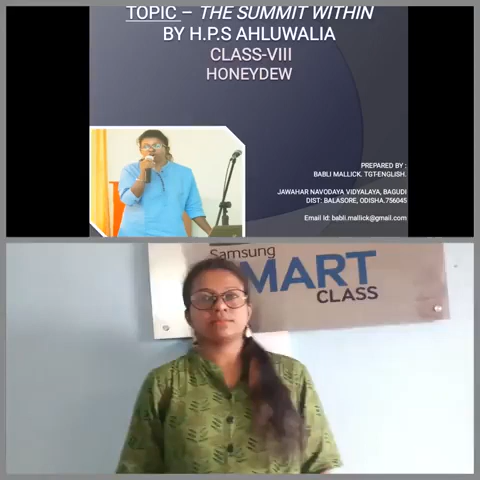 TOPIC – THE SUMMIT WITHIN
BY H.P.S AHLUWALIA
CLASS-VIII
HONEYDEW
PREPARED BY :
BABLI MALLICK. TGT-ENGLISH.
JAWAHAR NAVODAYA VIDYALAYA, BAGUDI
DIST: BALASORE, ODISHA.756045
Email Id: babli.mallick@gmail.com
Samsung
MART
CLASS